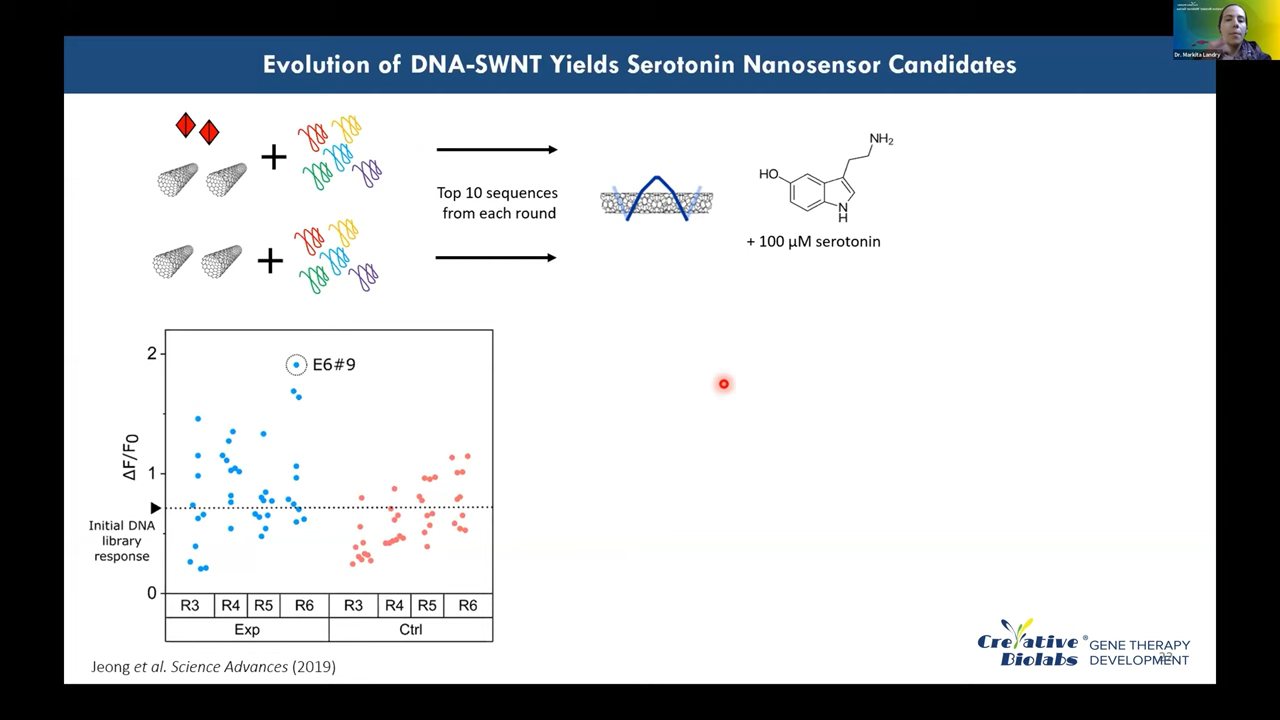 Evolution of DNA-SWNT Yields Serotonin Nanosensor Candidates
Dr. Markita Landry
+
+
Top 10 sequences
from each round
NH2
HO
N
H
+ 100 µM serotonin
2
1
0
ΔF/F0
E6#9
Initial DNA
library
response
R3 R4 R5 R6 R3 R4 R5 R6
Exp Ctrl
Jeong et al. Science Advances (2019)
Creative Biolabs ® GENE THERAPY DEVELOPMENT
27